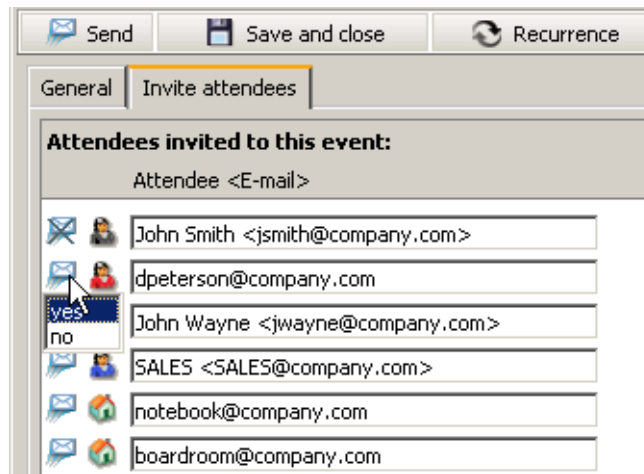 Send Save and close Recurrence
General Invite attendees
Attendees invited to this event:
Attendee <E-mail>
John Smith <jsmith@company.com>
dpeterson@company.com
yes
John Wayne <jwayne@company.com>
no
SALES <SALES@company.com>
notebook@company.com
boardroom@company.com